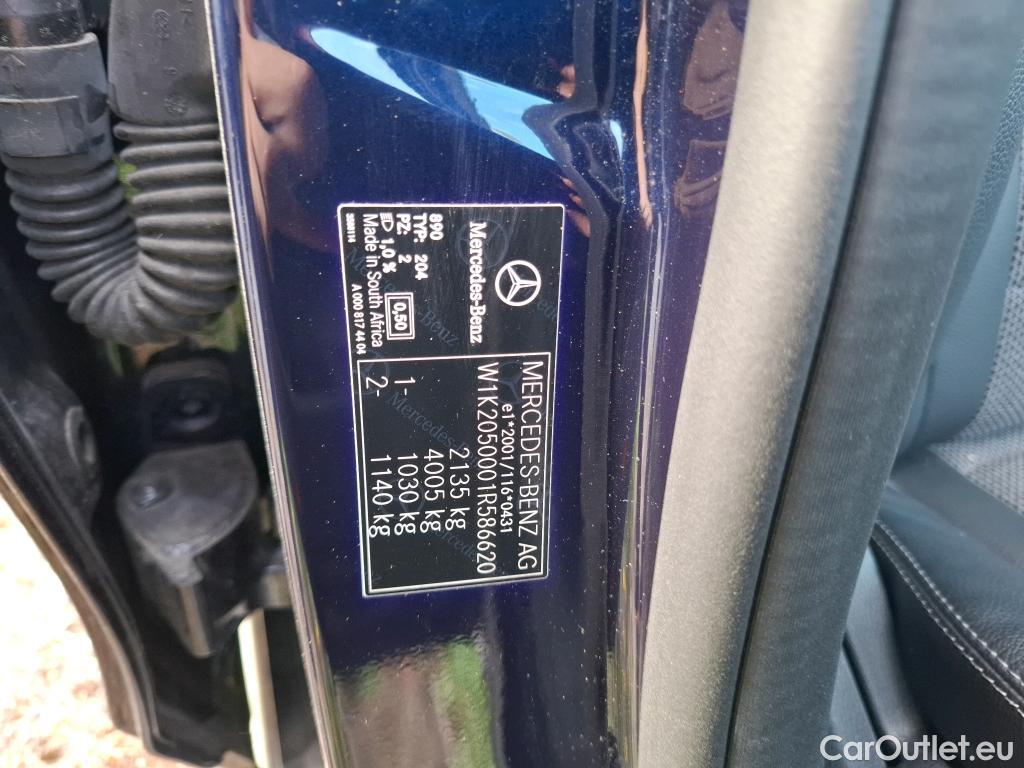 Mercedes-Benz
890
TYP: 204
PZ: 2
1,0 %
0,50
Made in South Africa
3080114
A 000 817 44 04
MERCEDES-BENZ AG
e1*2001/116*0431
W1K2050001R586620
2135 kg
4005 kg
1- 1030 kg
2- 1140 kg
CarOutlet.eu